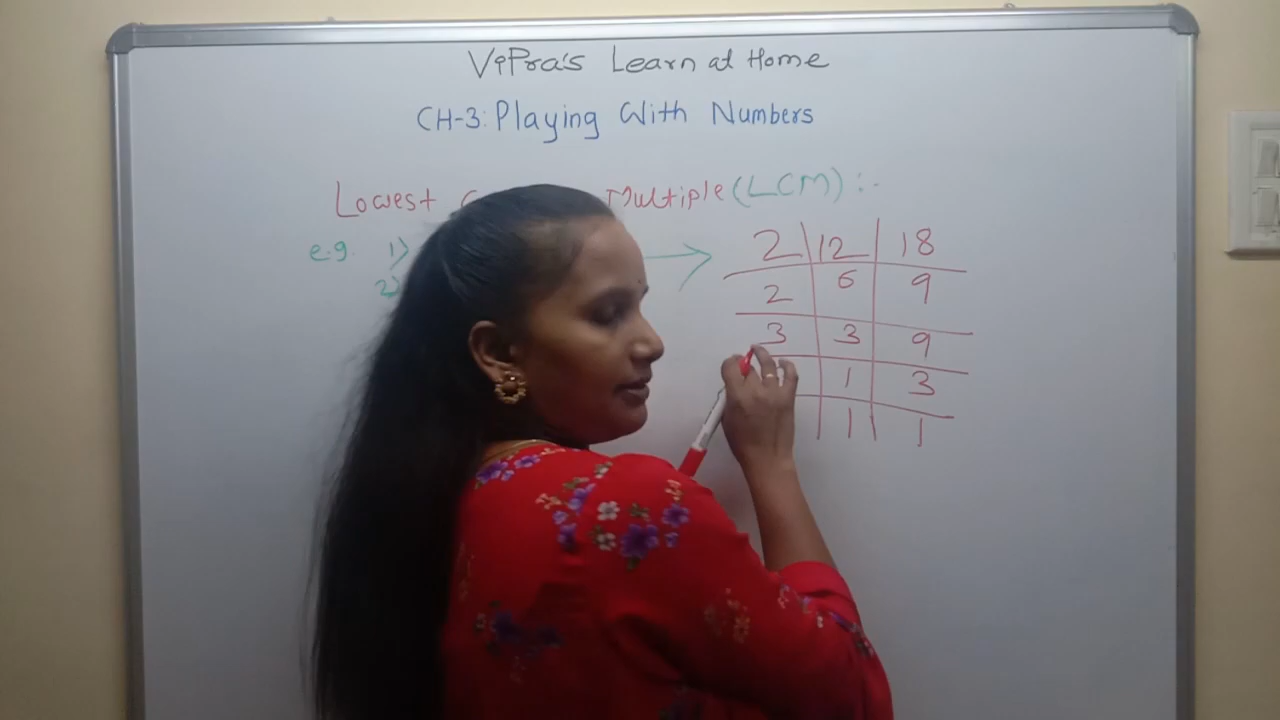 ViPra's Learn at Home
CH-3: Playing With Numbers
Lowest Multiple (LCM) :-
e.g. 1)
2)
2 12 18
2 6 9
3 3 9
1 3
1 1